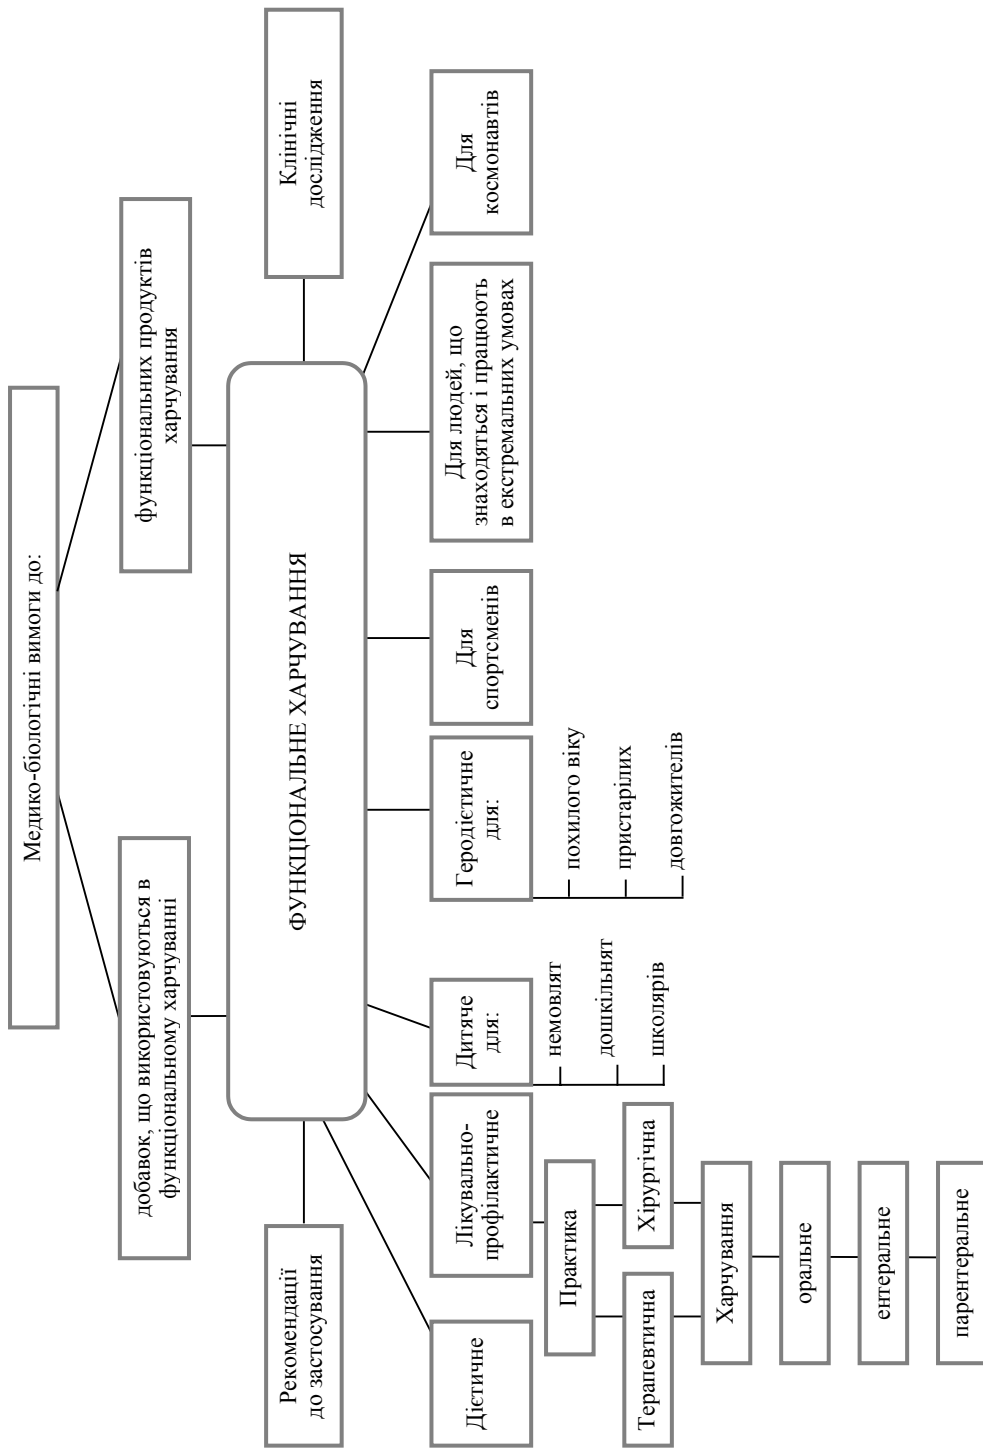 Медико-біологічні вимоги до:
добавок, що використовуються в
функціональному харчуванні
функціональних продуктів
харчування
Рекомендації
до застосування
ФУНКЦІОНАЛЬНЕ ХАРЧУВАННЯ
Клінічні
дослідження
Дієтичне
Лікувально-
профілактичне
Дитяче
для:
Геродієтичне
для:
Для
спортсменів
Для людей, що
знаходяться і працюють
в екстремальних умовах
Для
космонавтів
Практика
Терапевтична
Хірургічна
Харчування
оральне
ентеральне
парентеральне
немовлят
дошкільнят
школярів
похилого віку
пристарілих
довгожителів